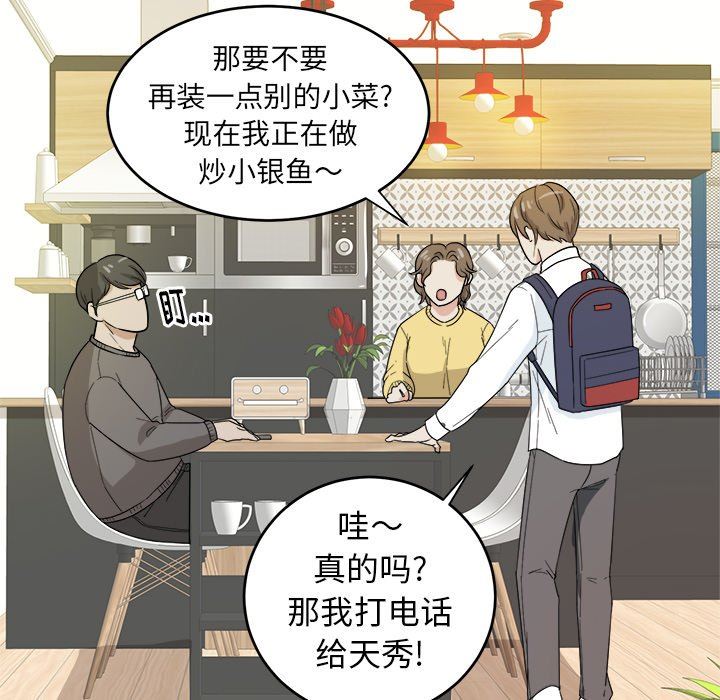 那要不要
再装一点别的小菜?
现在我正在做
炒小银鱼～
盯...
哇～
真的吗?
那我打电话
给天秀!